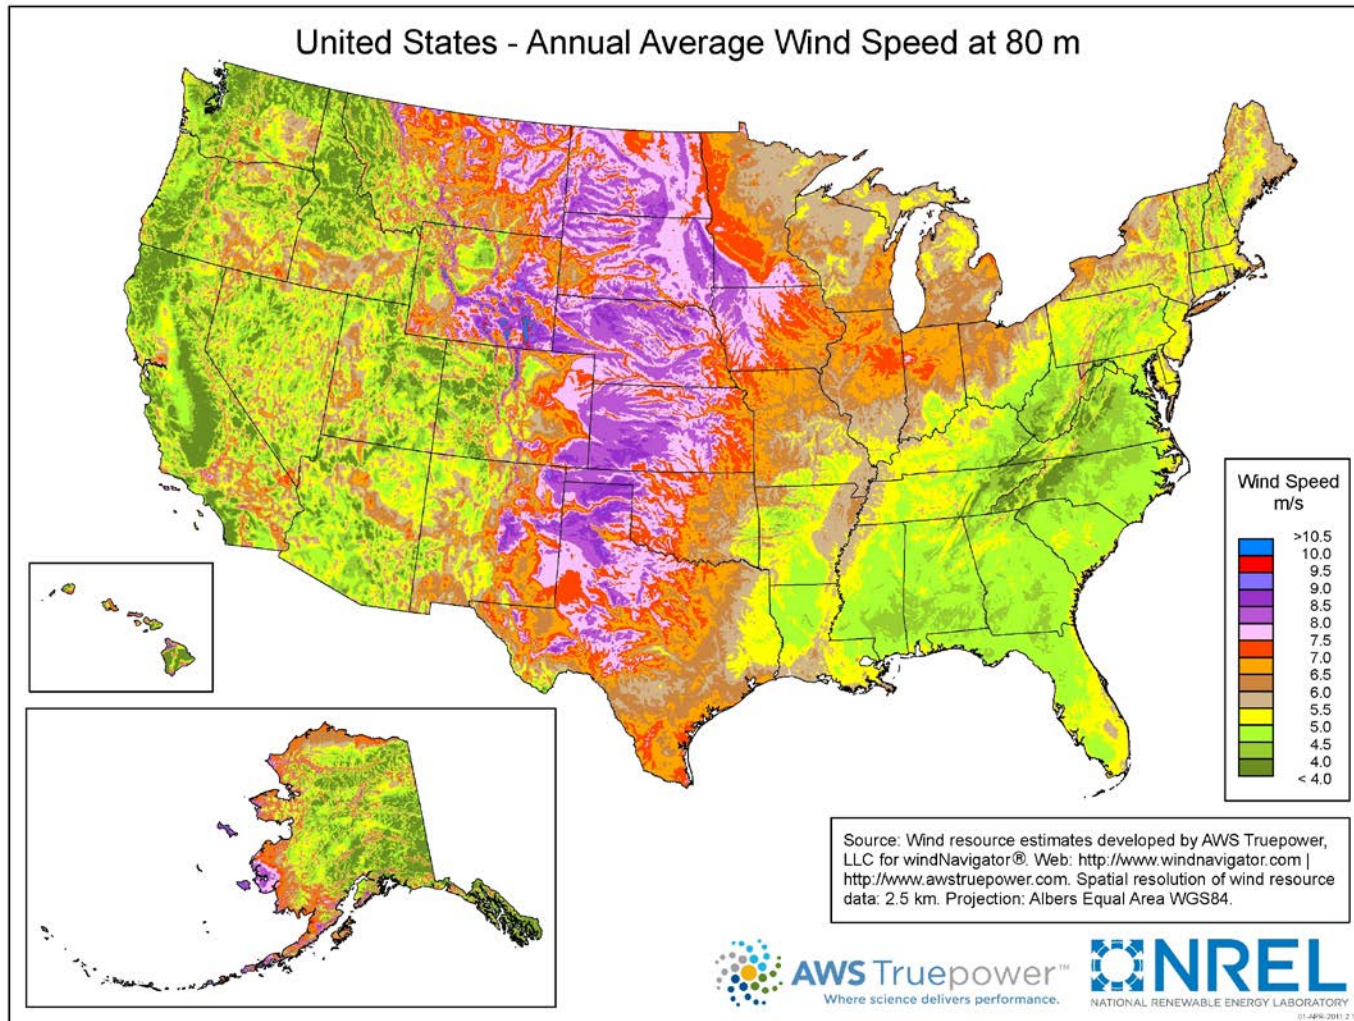 United States - Annual Average Wind Speed at 80 m
Wind Speed
m/s
>10.5
10.0
9.5
9.0
8.5
8.0
7.5
7.0
6.5
6.0
5.5
5.0
4.5
4.0
< 4.0
Source: Wind resource estimates developed by AWS Truepower,
LLC for windNavigator®. Web: http://www.windnavigator.com |
http://www.awstruepower.com. Spatial resolution of wind resource
data: 2.5 km. Projection: Albers Equal Area WGS84.
AWS Truepower™
Where science delivers performance.
NREL
NATIONAL RENEWABLE ENERGY LABORATORY